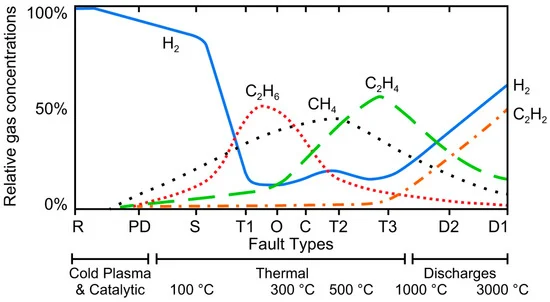 Relative gas concentrations
100%
50%
0%
H2
C2H6
CH4
C2H4
H2
C2H2
R PD S T1 O C T2 T3 D2 D1
Fault Types
Cold Plasma Thermal Discharges
& Catalytic 100 °C 300 °C 500 °C 1000 °C 3000 °C